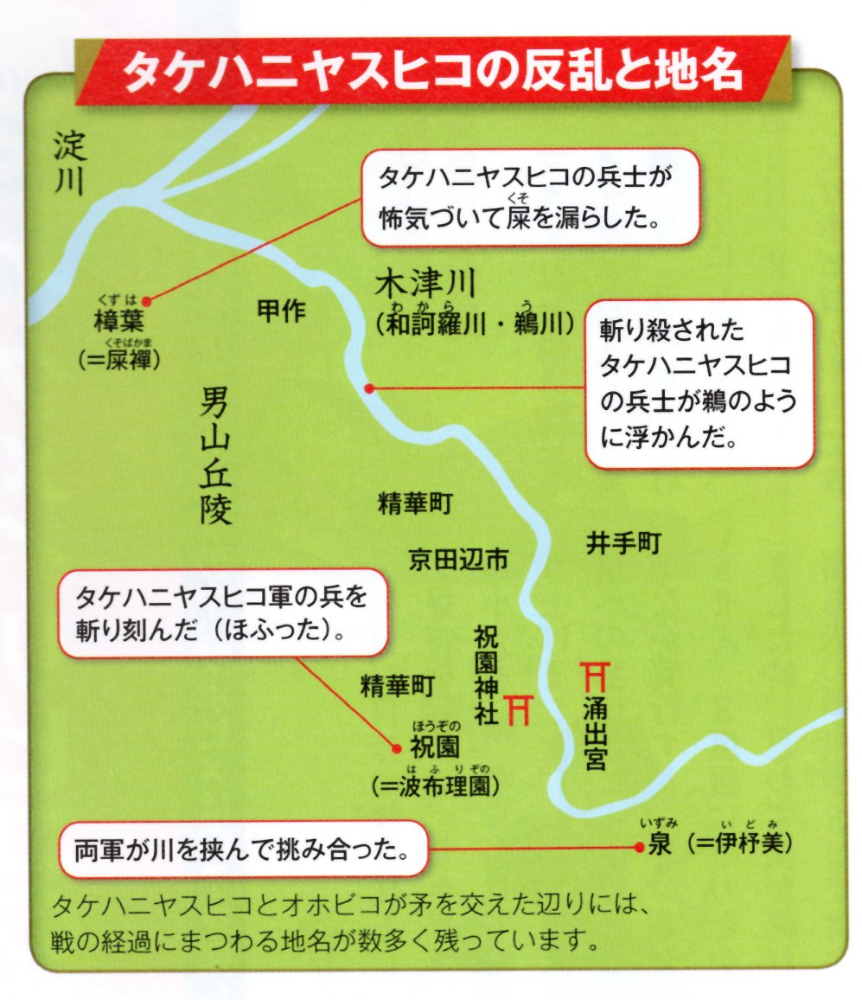 タケハニヤスヒコの反乱と地名
淀川
タケハニヤスヒコの兵士が
怖気づいて屎を漏らした。
くそ
木津川
(和訶羅川・鵜川)
わからう
くずは
樟葉
(=屎褌)
くそばかま
甲作
斬り殺された
タケハニヤスヒコ
の兵士が鵜のよう
に浮かんだ。
男山丘陵
精華町
京田辺市
井手町
タケハニヤスヒコ軍の兵を
斬り刻んだ(ほふった)。
祝園神社
精華町
涌出宮
ほうぞの
祝園
はふりぞの
(=波布理園)
両軍が川を挟んで挑み合った。
いずみ
泉(=伊杼美)
いどみ
タケハニヤスヒコとオホビコが矛を交えた辺りには、
戦の経過にまつわる地名が数多く残っています。